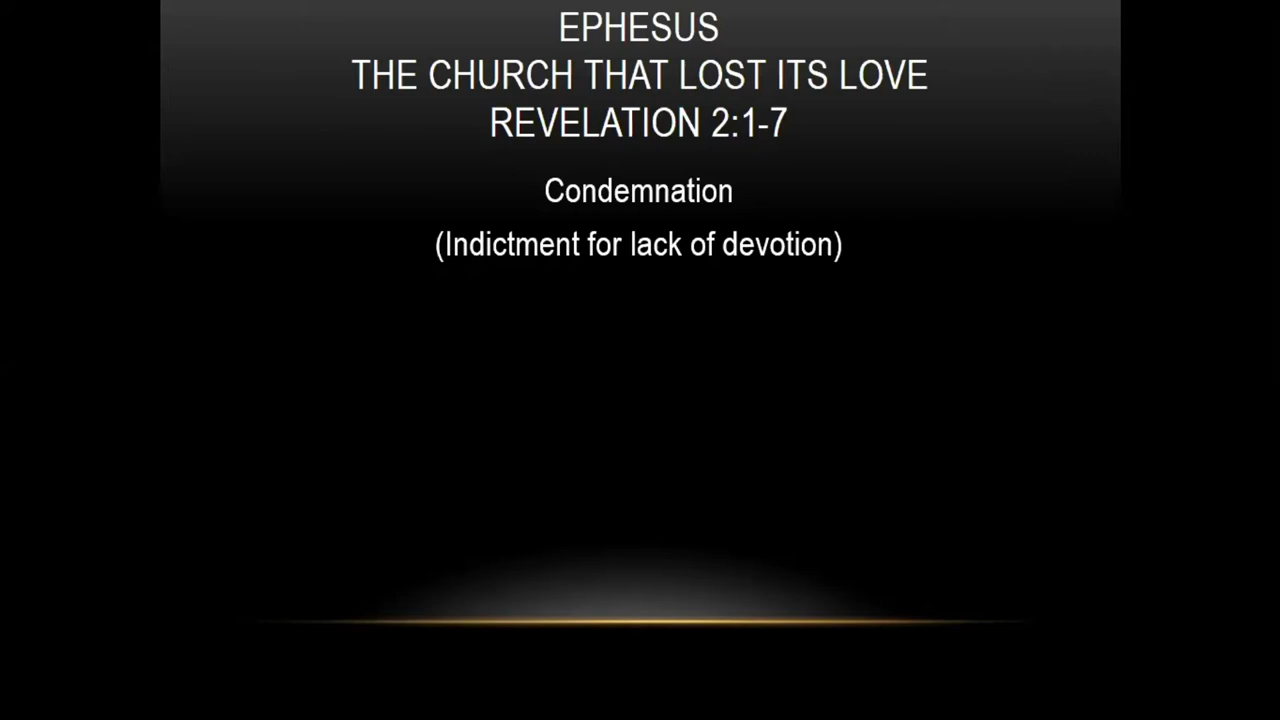 EPHESUS
THE CHURCH THAT LOST ITS LOVE
REVELATION 2:1-7
Condemnation
(Indictment for lack of devotion)